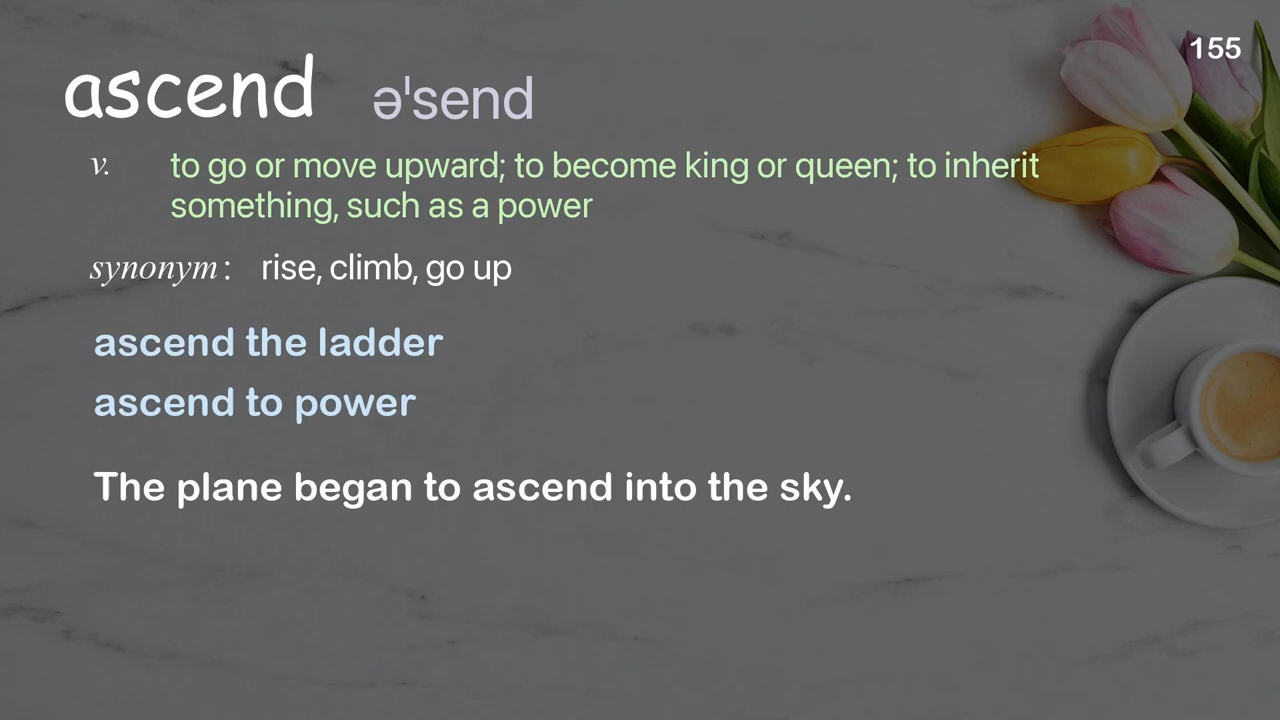 155
ascend əˈsend
v. to go or move upward; to become king or queen; to inherit
something, such as a power
synonym: rise, climb, go up
ascend the ladder
ascend to power
The plane began to ascend into the sky.